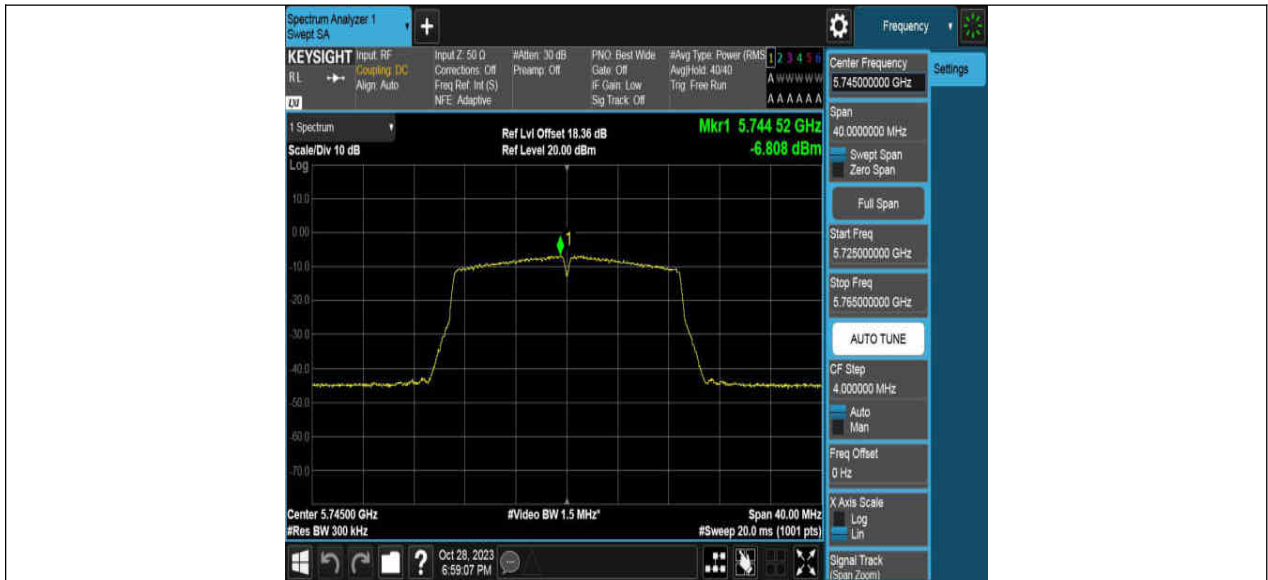 Spectrum Analyzer 1
Swept SA
+
Frequency
KEYSIGHT
RL
LXI
Input: RF
Coupling: DC
Align: Auto
Input Z: 50 Ω
Corrections: Off
Freq Ref: Int (S)
NFE: Adaptive
#Atten: 30 dB
Preamp: Off
PNO: Best Wide
Gate: Off
IF Gain: Low
Sig Track: Off
#Avg Type: Power (RMS
Avg|Hold: 40/40
Trig: Free Run
1 2 3 4 5 6
A W W W W W
A A A A A A
1 Spectrum
Scale/Div 10 dB
Ref Lvl Offset 18.36 dB
Ref Level 20.00 dBm
Mkr1 5.744 52 GHz
-6.808 dBm
Log
10.0
0.00
-10.0
-20.0
-30.0
-40.0
-50.0
-60.0
-70.0
1
Center 5.74500 GHz
#Res BW 300 kHz
#Video BW 1.5 MHz*
Span 40.00 MHz
#Sweep 20.0 ms (1001 pts)
?
Oct 28, 2023
6:59:07 PM
Center Frequency
5.745000000 GHz
Settings
Span
40.0000000 MHz
Swept Span
Zero Span
Full Span
Start Freq
5.725000000 GHz
Stop Freq
5.765000000 GHz
AUTO TUNE
CF Step
4.000000 MHz
Auto
Man
Freq Offset
0 Hz
X Axis Scale
Log
Lin
Signal Track
(Span Zoom)